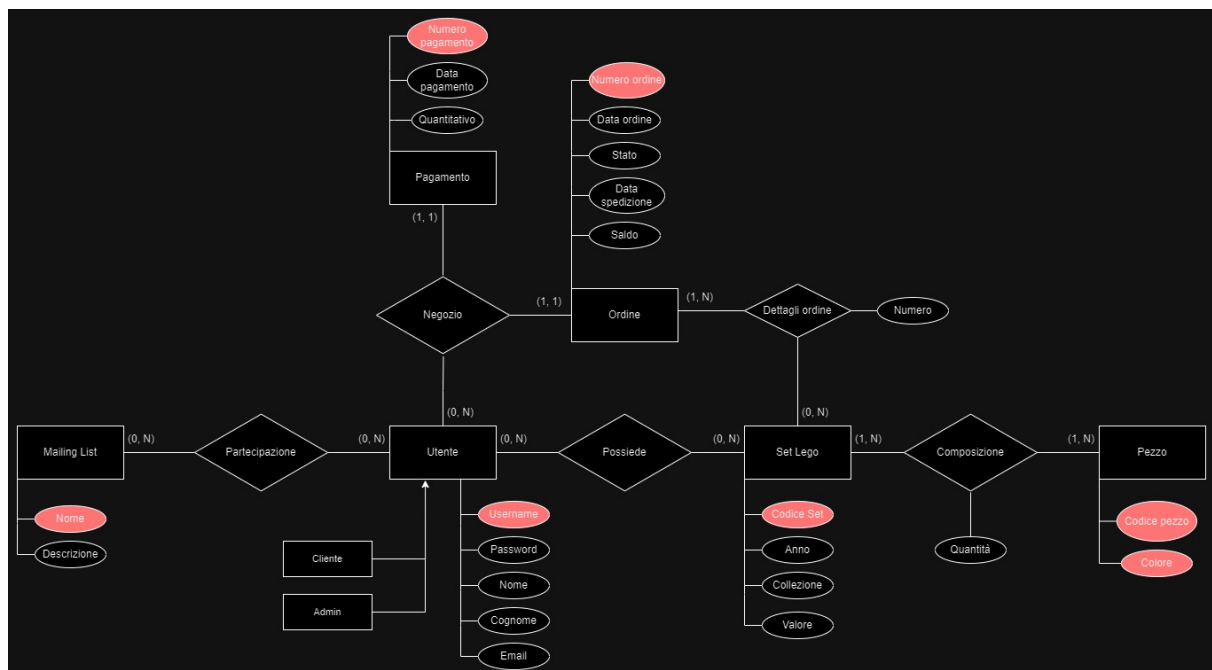 Numero
pagamento
Data
pagamento
Quantitativo
Pagamento
(1, 1)
Numero ordine
Data ordine
Stato
Data
spedizione
Saldo
Negozio
(1, 1)
Ordine
(1, N)
Dettagli ordine
Numero
(0, N)
(0, N)
Mailing List
(0, N)
Partecipazione
(0, N)
Utente
(0, N)
Possiede
(0, N)
Set Lego
(1, N)
Composizione
(1, N)
Pezzo
Nome
Descrizione
Cliente
Admin
Username
Password
Nome
Cognome
Email
Codice Set
Anno
Collezione
Valore
Quantità
Codice pezzo
Colore